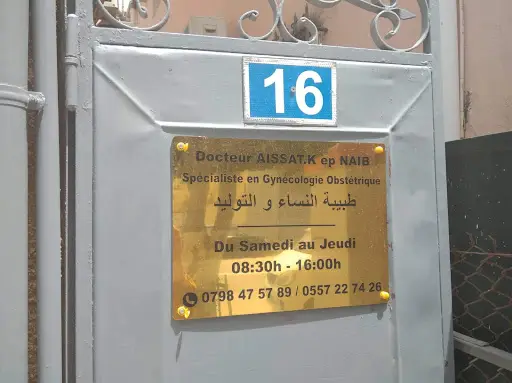 16
Docteur AISSAT.K ep NAIB
Spécialiste en Gynécologie Obstétrique
طبيبة النساء و التوليد
Du Samedi au Jeudi
08:30h - 16:00h
0798 47 57 89 / 0557 22 74 26